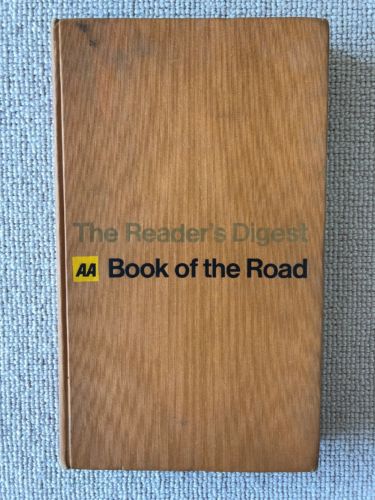 The Reader's Digest
AA Book of the Road